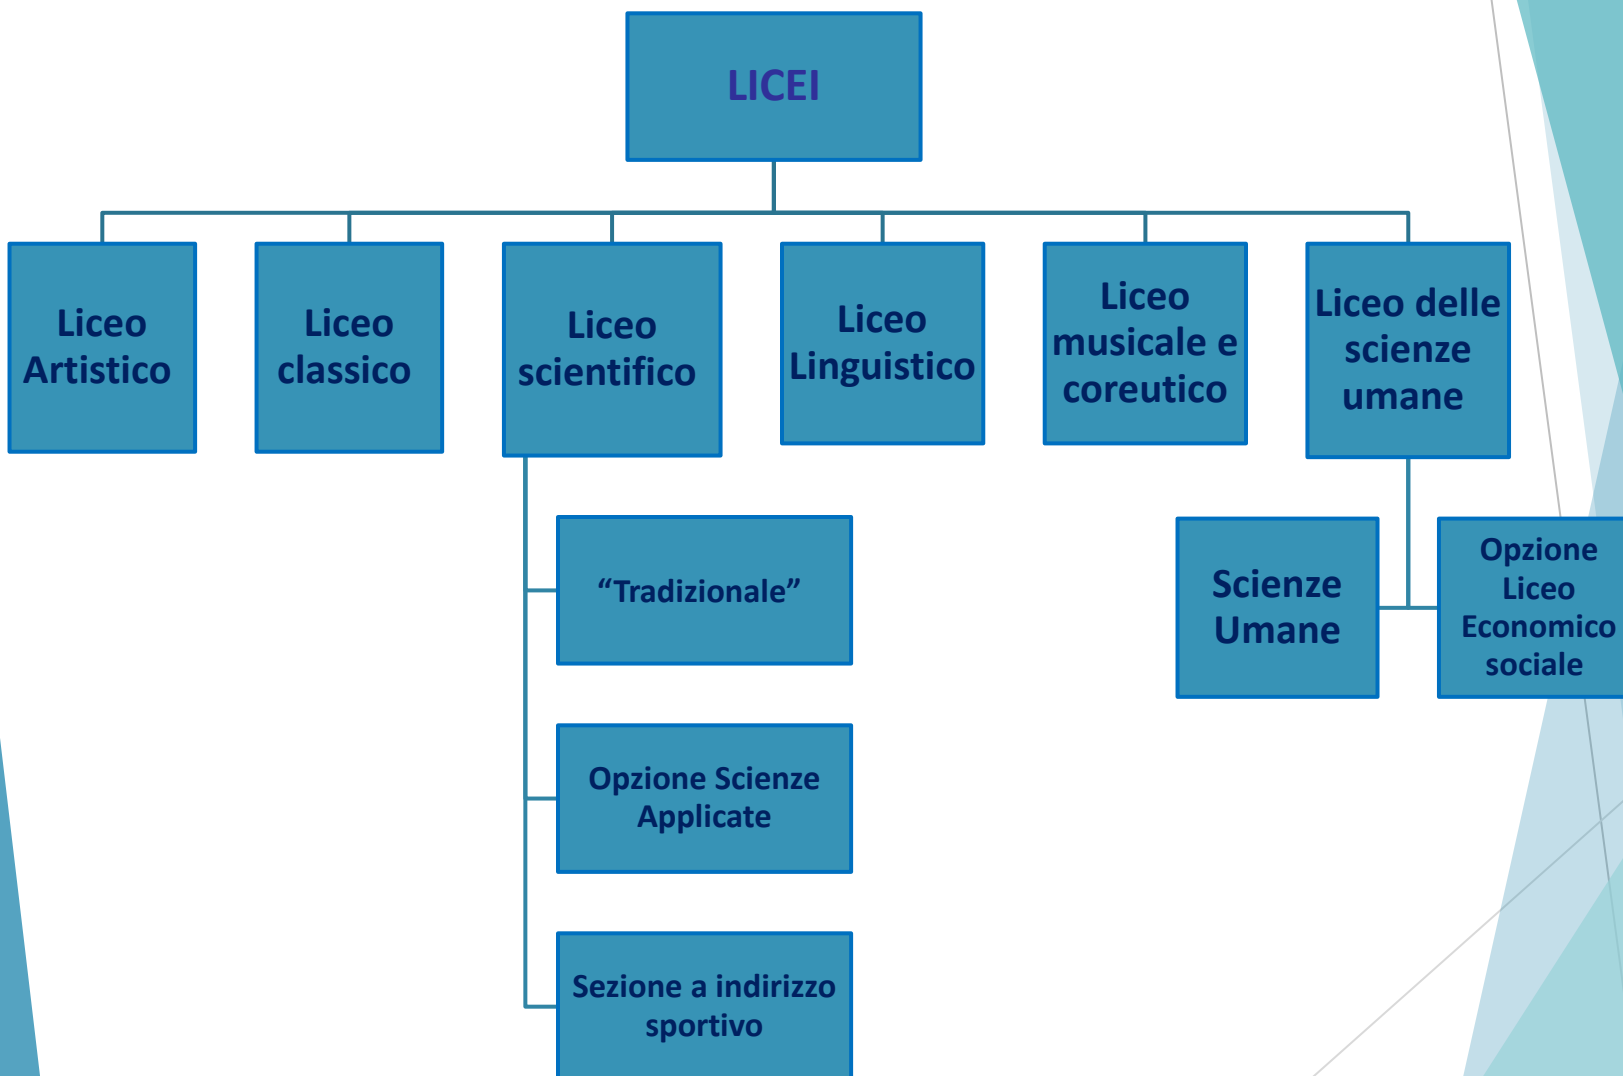 LICEI
Liceo
Artistico
Liceo
classico
Liceo
scientifico
Liceo
Linguistico
Liceo
musicale e
coreutico
Liceo delle
scienze
umane
“Tradizionale”
Opzione Scienze
Applicate
Sezione a indirizzo
sportivo
Scienze
Umane
Opzione
Liceo
Economico
sociale